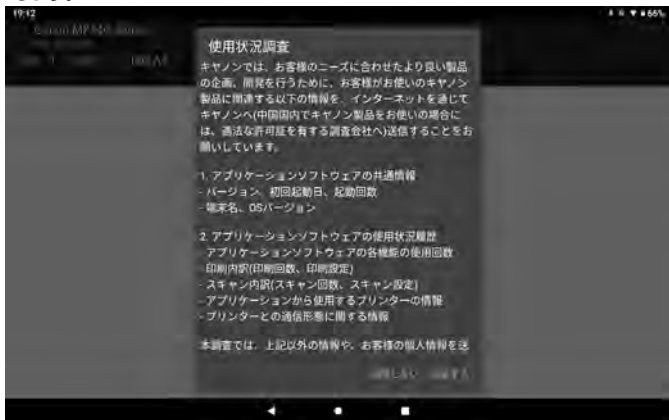 19:12
66%
使用状況調査
キヤノンでは、お客様のニーズに合わせたより良い製品
の企画、開発を行うために、お客様がお使いのキヤノン
製品に関連する以下の情報を、インターネットを通じて
キヤノンへ(中国国内でキヤノン製品をお使いの場合に
は、適法な許可証を有する調査会社へ)送信することをお
願いしています。
1. アプリケーションソフトウェアの共通情報
- バージョン、初回起動日、起動回数
- 端末名、OSバージョン
2. アプリケーションソフトウェアの使用状況履歴
- アプリケーションソフトウェアの各機能の使用回数
- 印刷内訳(印刷回数、印刷設定)
- スキャン内訳(スキャン回数、スキャン設定)
- アプリケーションから使用するプリンターの情報
- プリンターとの通信形態に関する情報
本調査では、上記以外の情報や、お客様の個人情報を送